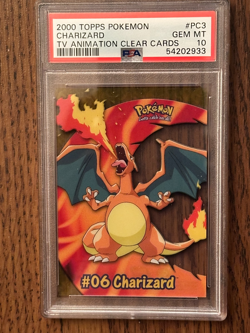 2000 TOPPS POKEMON #PC3
CHARIZARD GEM MT
TV ANIMATION CLEAR CARDS 10
PSA 54202933
POKéMON
#06 Charizard